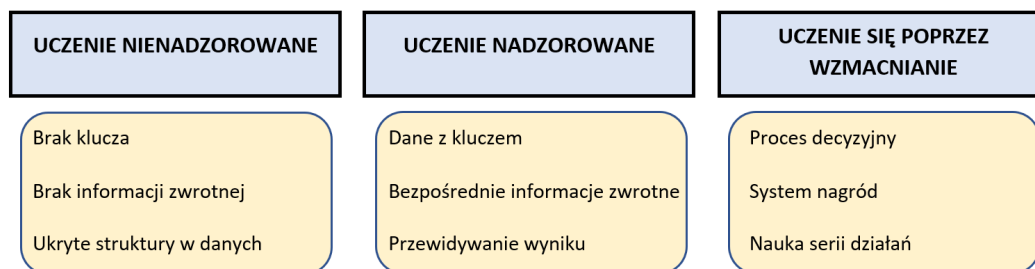 UCZENIE NIENADZOROWANE
Brak klucza
Brak informacji zwrotnej
Ukryte struktury w danych
UCZENIE NADZOROWANE
Dane z kluczem
Bezpośrednie informacje zwrotne
Przewidywanie wyniku
UCZENIE SIĘ POPRZEZ
WZMACNIANIE
Proces decyzyjny
System nagród
Nauka serii działań